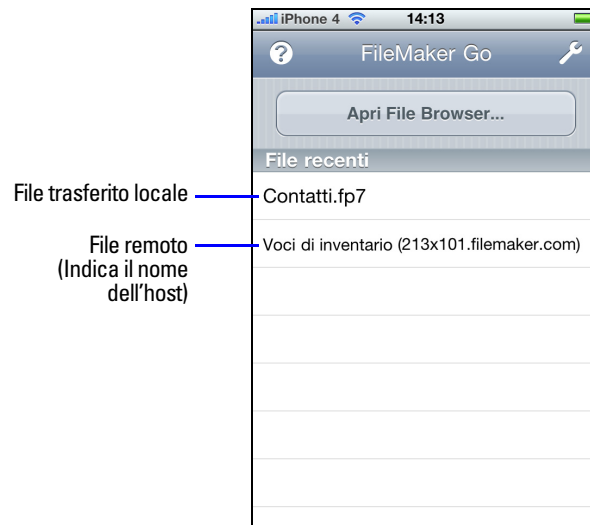 iPhone 4 14:13
FileMaker Go
Apri File Browser...
File recenti
File trasferito locale
Contatti.fp7
File remoto
(Indica il nome
dell'host)
Voci di inventario (213x101.filemaker.com)